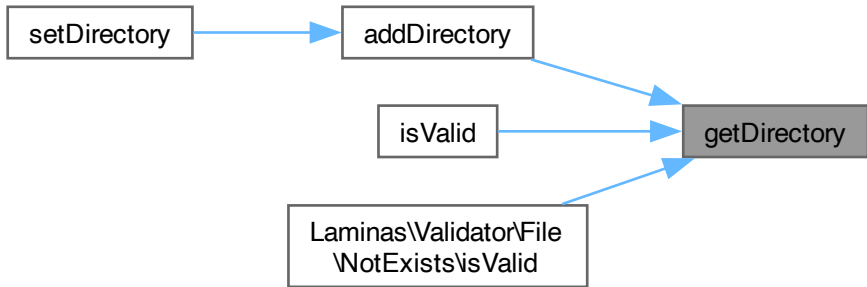 setDirectory
addDirectory
isValid
getDirectory
Laminas\Validator\File
\NotExists\isValid